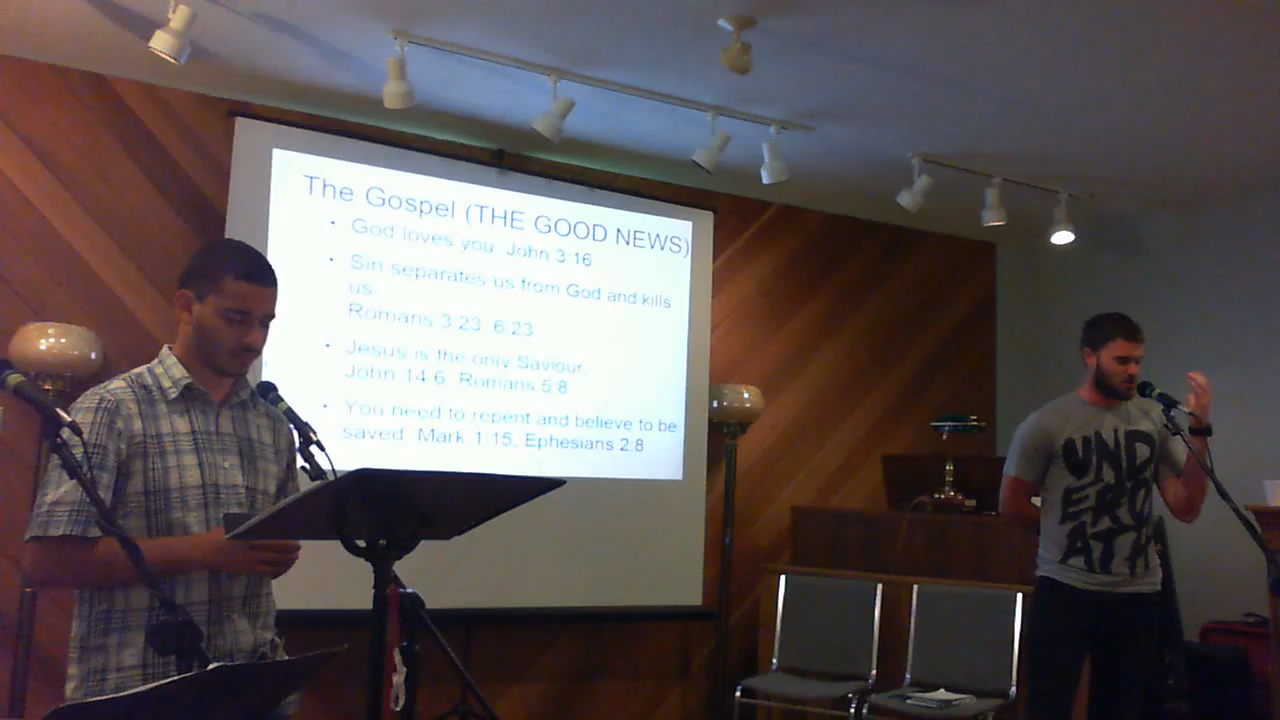 The Gospel (THE GOOD NEWS)
• God loves you John 3:16
• Sin separates us from God and kills
us
Romans 3:23 6:23
• Jesus is the only Saviour.
John 14:6 Romans 5:8
• You need to repent and believe to be
saved Mark 1:15, Ephesians 2:8
UND
ERO
ATH